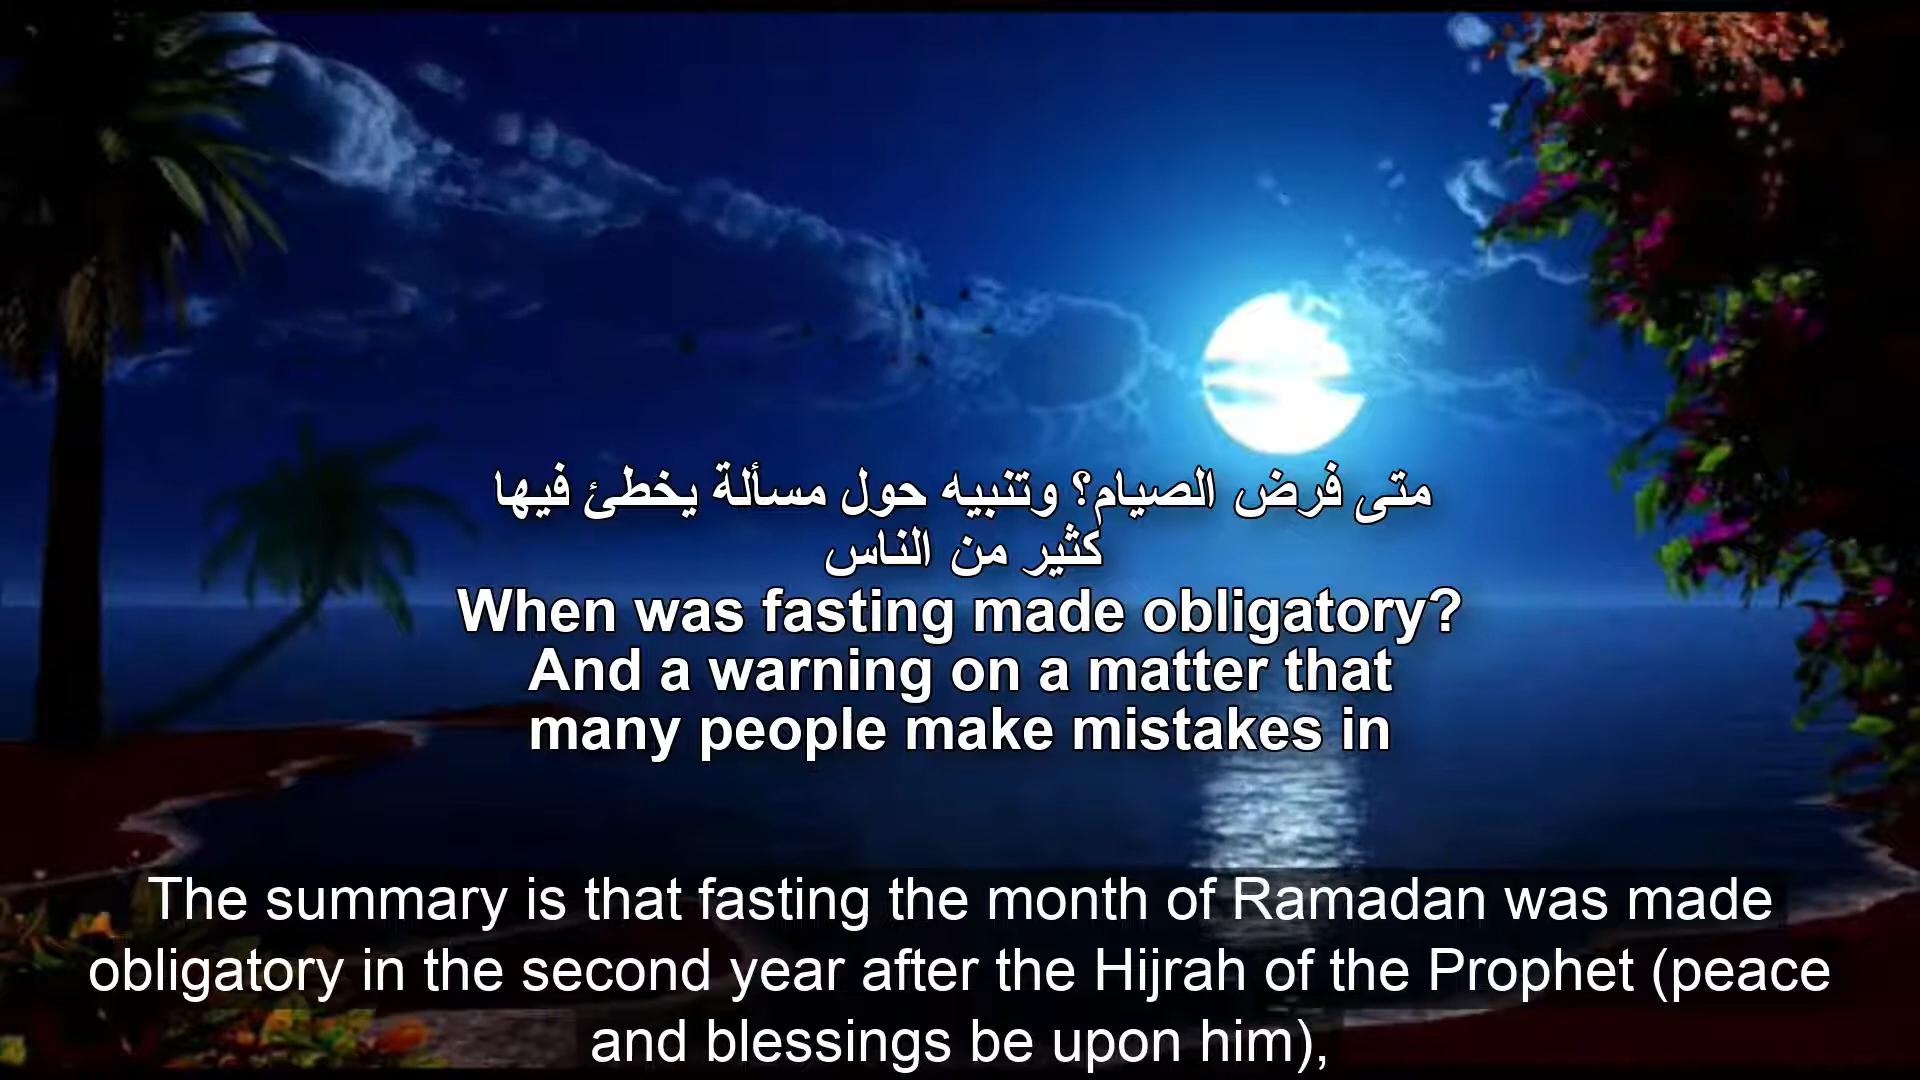 متى فرض الصيام؟ وتنبيه حول مسألة يخطئ فيها
كثير من الناس
When was fasting made obligatory?
And a warning on a matter that
many people make mistakes in
The summary is that fasting the month of Ramadan was made
obligatory in the second year after the Hijrah of the Prophet (peace
and blessings be upon him),